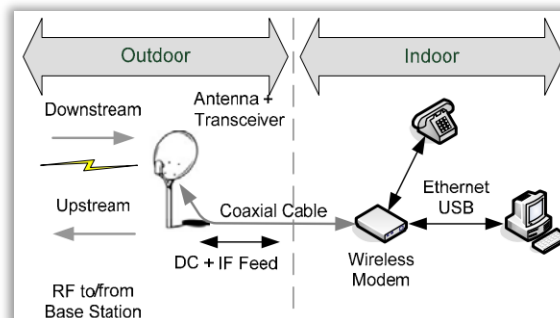 Outdoor
Indoor
Downstream
Antenna +
Transceiver
Upstream
Coaxial Cable
Ethernet
USB
DC + IF Feed
Wireless
Modem
RF to/from
Base Station